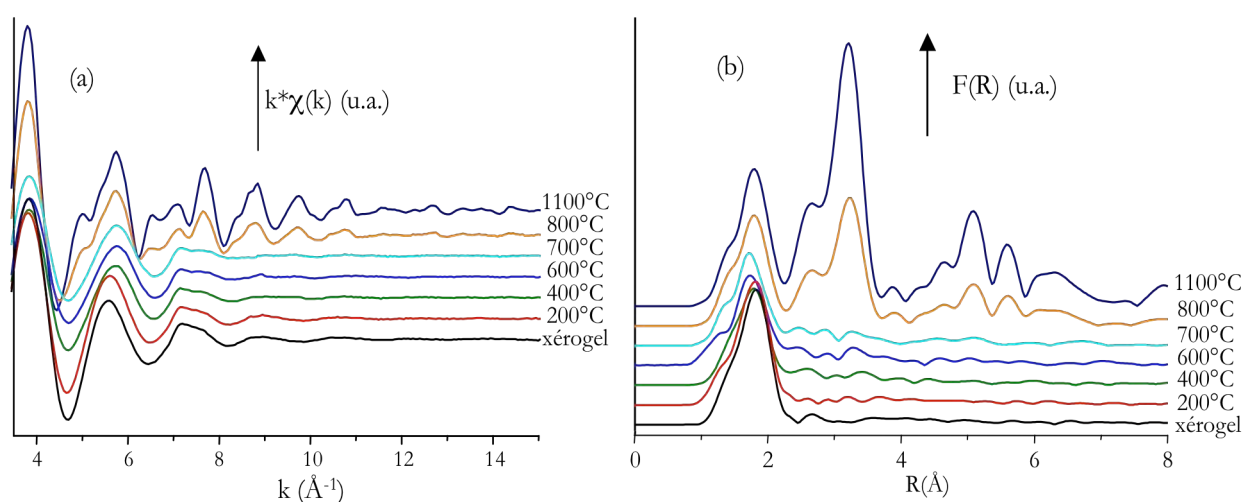 (a)
k*χ(k) (u.a.)
1100°C
800°C
700°C
600°C
400°C
200°C
xérogel
4 6 8 10 12 14
k (Å-1)
(b)
F(R) (u.a.)
1100°C
800°C
700°C
600°C
400°C
200°C
xérogel
0 2 4 6 8
R(Å)